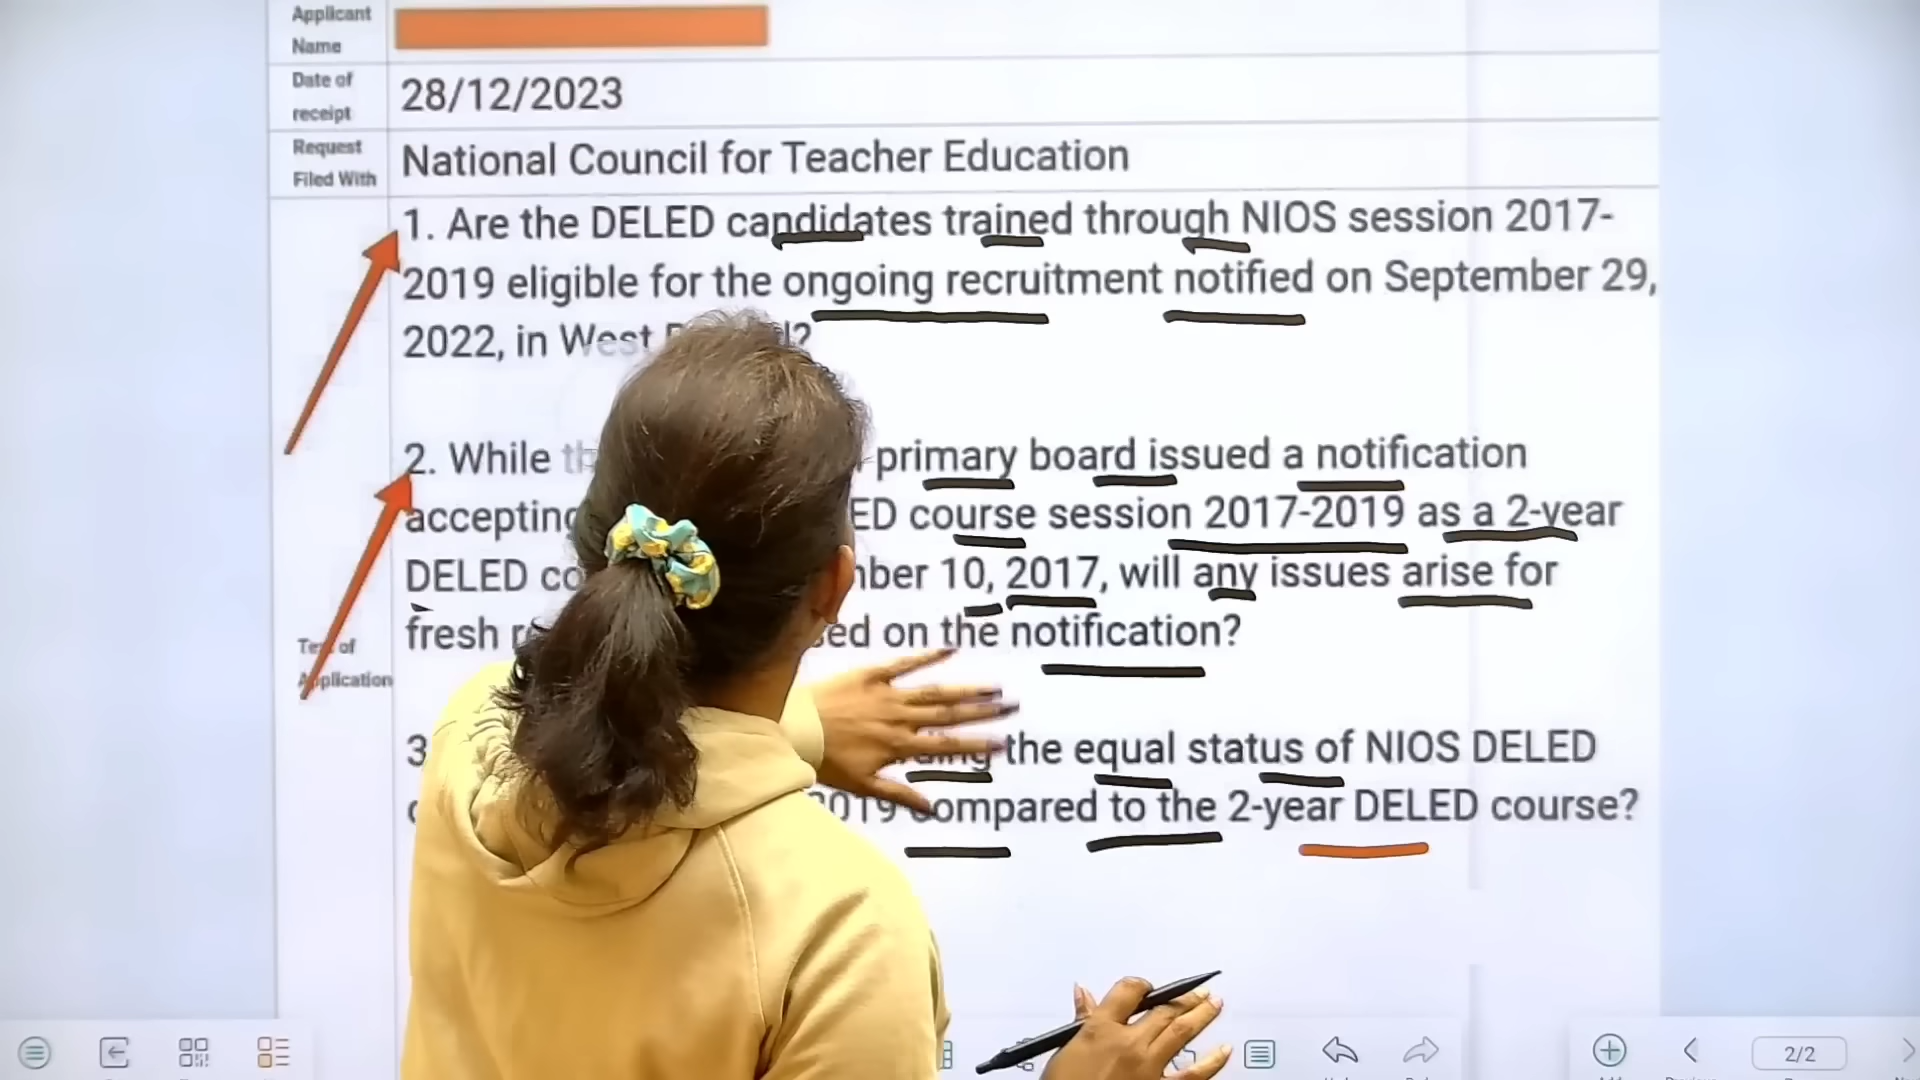 Applicant
Name
Date of
receipt
28/12/2023
Request
Filed With
National Council for Teacher Education
1. Are the DELED candidates trained through NIOS session 2017-
2019 eligible for the ongoing recruitment notified on September 29,
2022, in West
2. While primary board issued a notification
accepting course session 2017-2019 as a 2-year
DELED 10, 2017, will any issues arise for
fresh on the notification?
Text of
Application
3 the equal status of NIOS DELED
2019 compared to the 2-year DELED course?
2/2